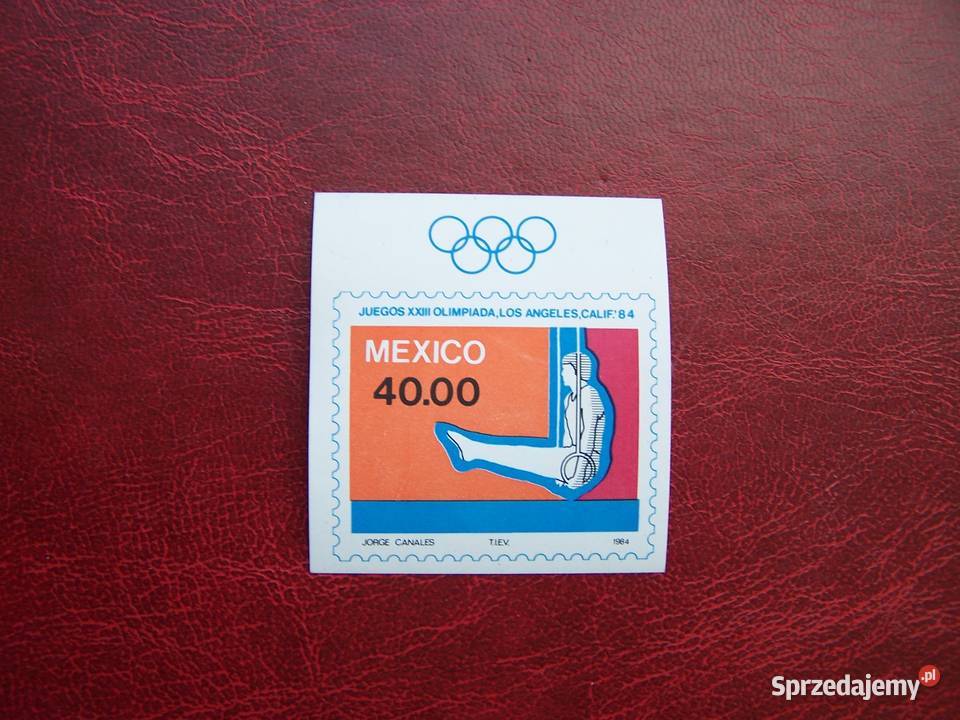 JUEGOS XXIII OLIMPIADA, LOS ANGELES, CALIF.'84
MEXICO
40.00
JORGE CANALES T.I.E.V. 1984
Sprzedajemy.pl